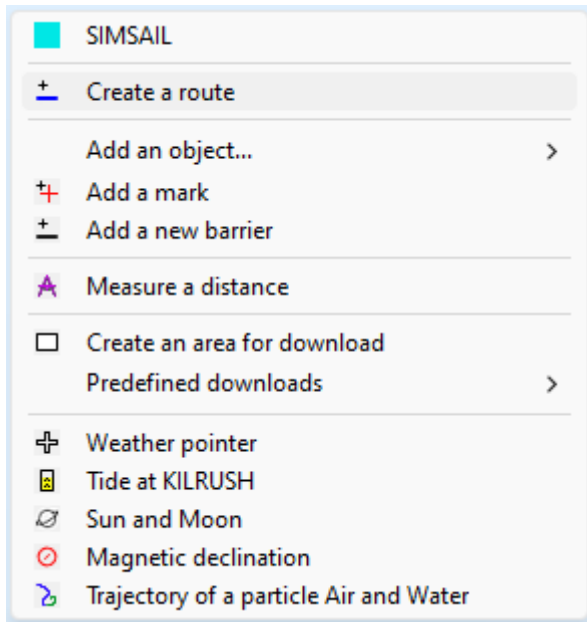 SIMSAIL
Create a route
Add an object...
Add a mark
Add a new barrier
Measure a distance
Create an area for download
Predefined downloads
Weather pointer
Tide at KILRUSH
Sun and Moon
Magnetic declination
Trajectory of a particle Air and Water